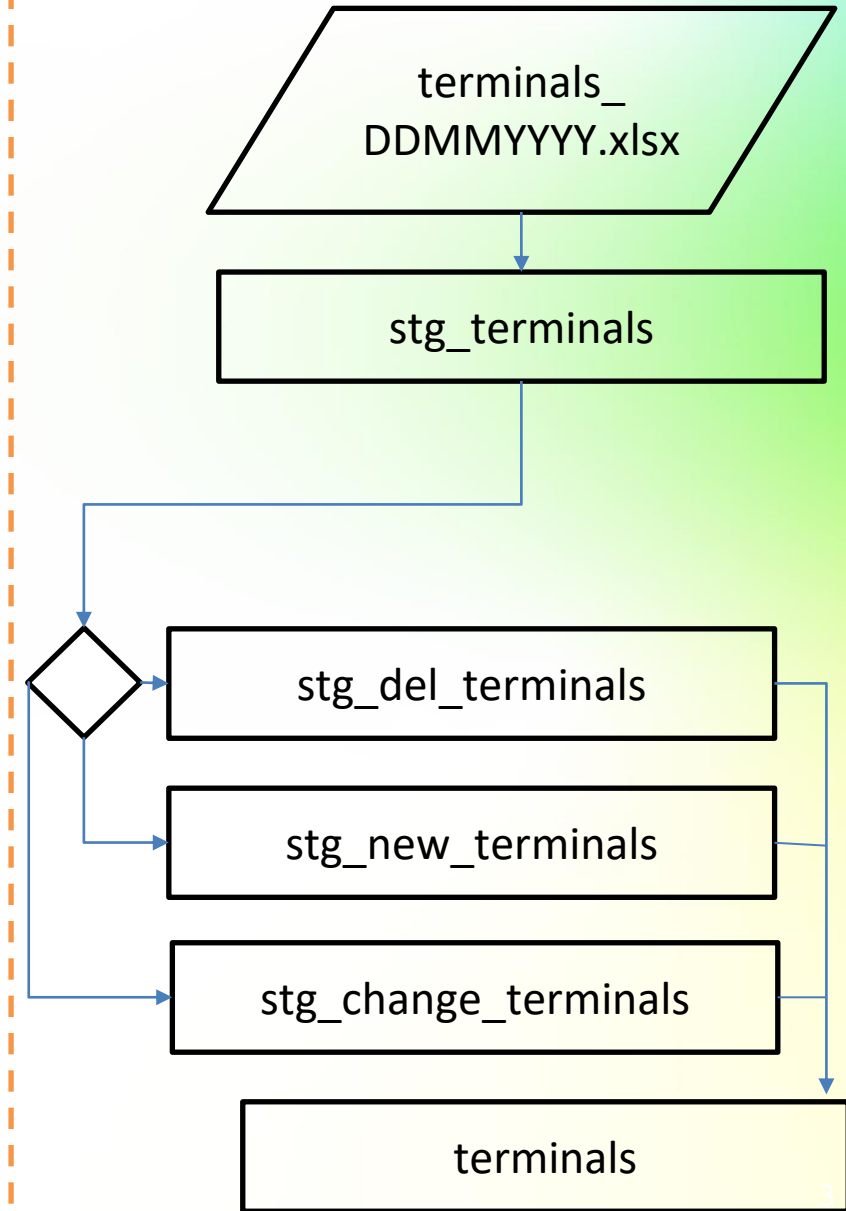 terminals_
DDMMYYYY.xlsx
stg_terminals
stg_del_terminals
stg_new_terminals
stg_change_terminals
terminals